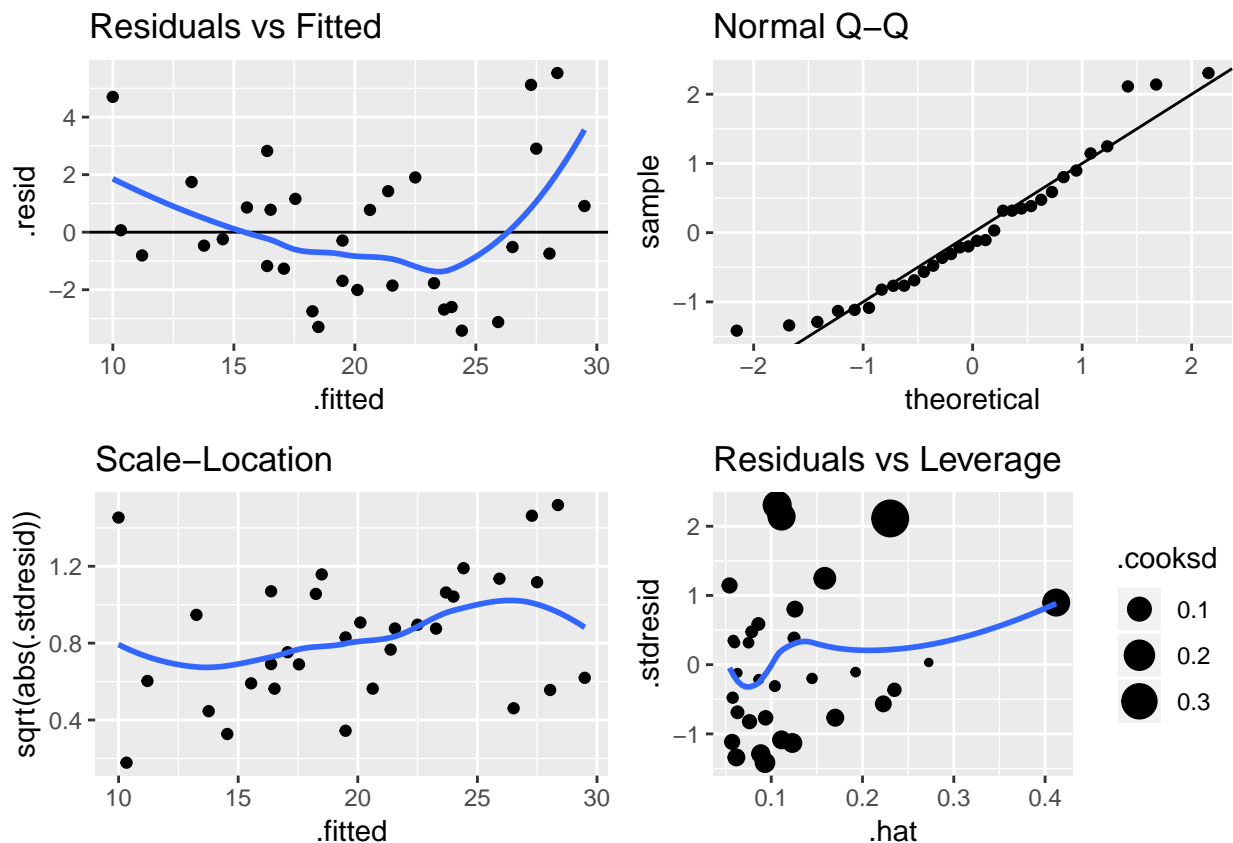 Residuals vs Fitted
.resid
4
2
0
−2
10 15 20 25 30
.fitted
Normal Q−Q
sample
2
1
0
−1
−2 −1 0 1 2
theoretical
Scale−Location
sqrt(abs(.stdresid))
1.2
0.8
0.4
10 15 20 25 30
.fitted
Residuals vs Leverage
.stdresid
2
1
0
−1
0.1 0.2 0.3 0.4
.hat
.cooksd
0.1
0.2
0.3